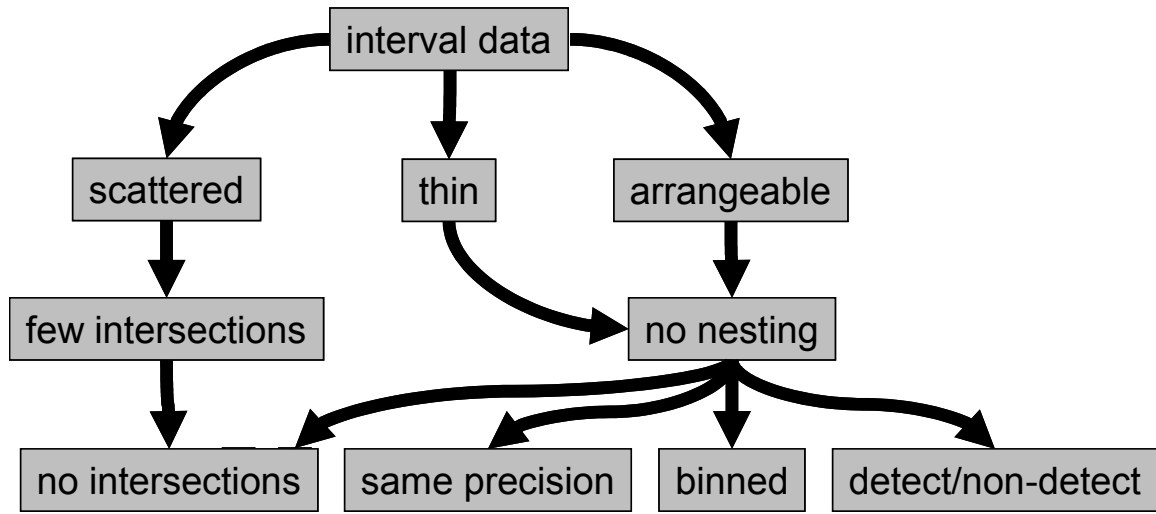 interval data
scattered
thin
arrangeable
few intersections
no nesting
no intersections
same precision
binned
detect/non-detect